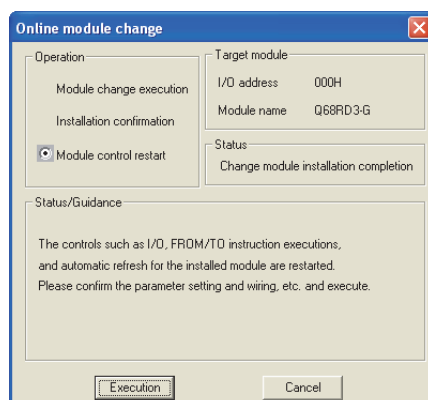 Online module change
Operation
Module change execution
Installation confirmation
Module control restart
Target module
I/O address 000H
Module name Q68RD3-G
Status
Change module installation completion
Status/Guidance
The controls such as I/O, FROM/TO instruction executions,
and automatic refresh for the installed module are restarted.
Please confirm the parameter setting and wiring, etc. and execute.
Execution
Cancel